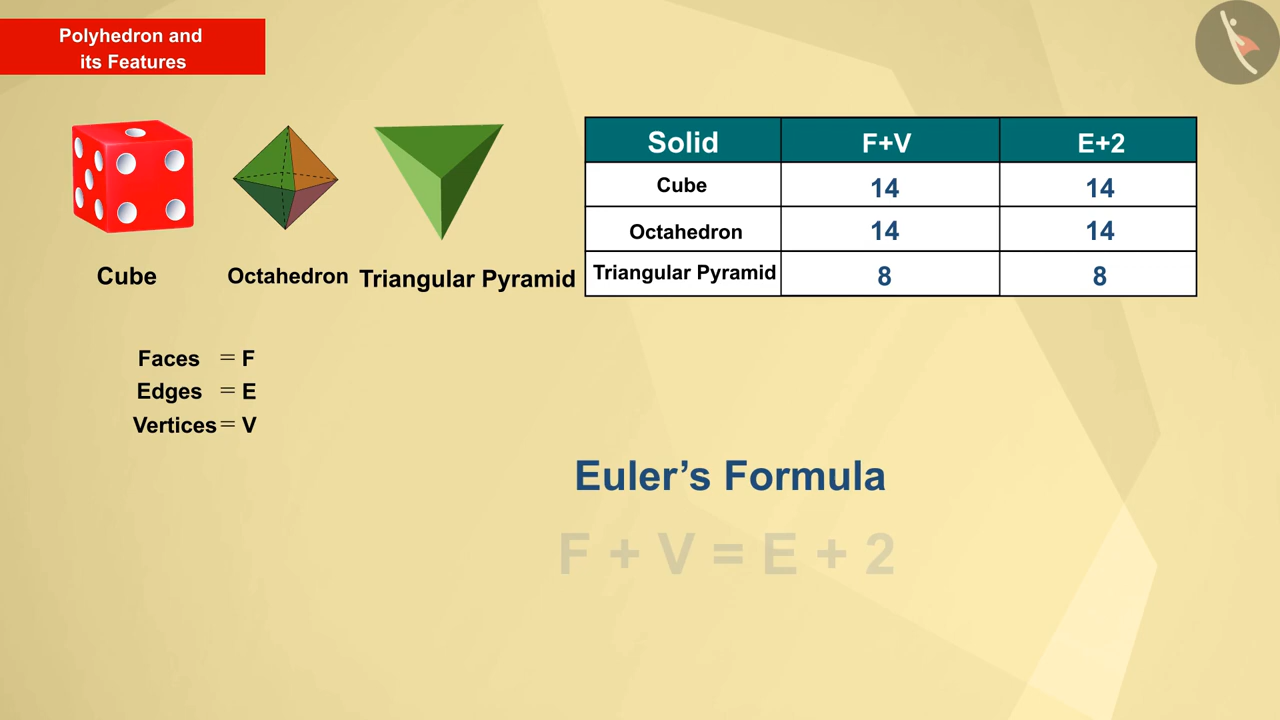 Polyhedron and
its Features
Cube
Octahedron
Triangular Pyramid
Solid F+V E+2
Cube 14 14
Octahedron 14 14
Triangular Pyramid 8 8
Faces = F
Edges = E
Vertices = V
Euler’s Formula
F + V = E + 2